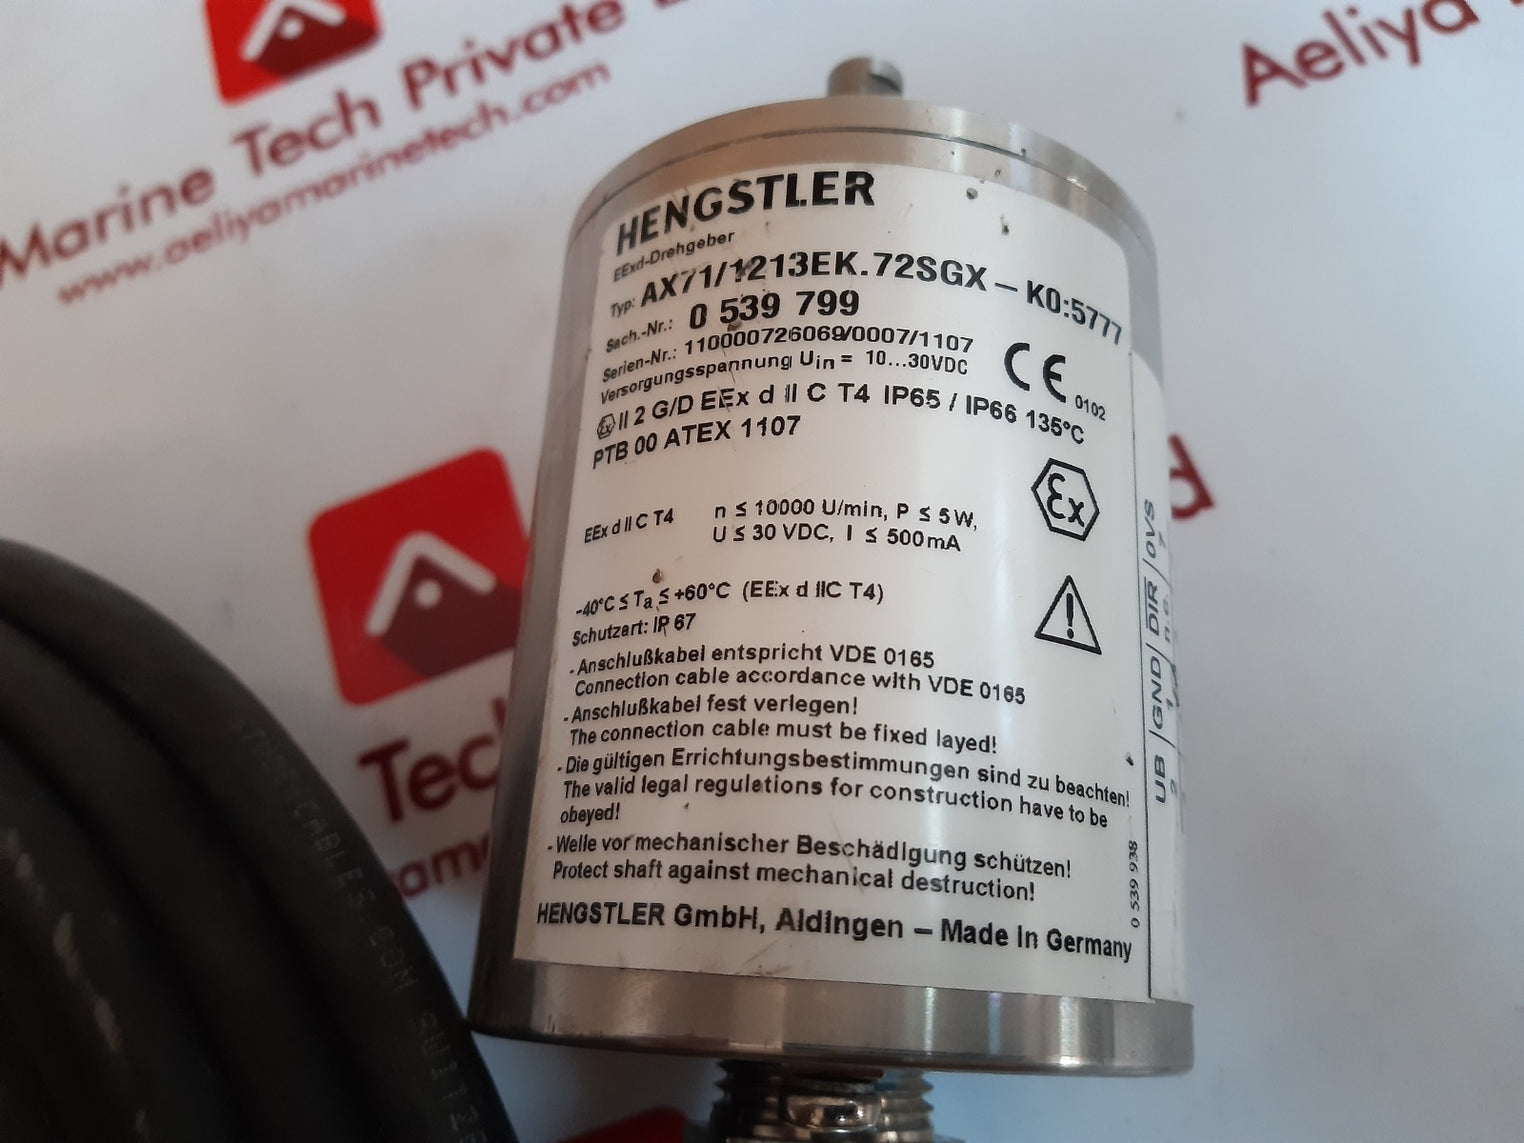 Marine Tech Private
www.aeliyamarinetech.com
Aeliya
HENGSTLER
EExd-Drehgeber
Typ: AX71/1213EK.72SGX – K0:5777
Sach.-Nr.: 0 539 799
Serien-Nr.: 110000726069/0007/1107
Versorgungsspannung Uin = 10...30VDC
CE 0102
Ex II 2 G/D EEx d II C T4 IP65 / IP66 135°C
PTB 00 ATEX 1107
Ex
EEx d II C T4 n ≤ 10000 U/min, P ≤ 5W,
U ≤ 30 VDC, I ≤ 500mA
-40°C ≤ Ta ≤ +60°C (EEx d IIC T4)
Schutzart: IP 67
- Anschlußkabel entspricht VDE 0165
Connection cable accordance with VDE 0165
- Anschlußkabel fest verlegen!
The connection cable must be fixed layed!
- Die gültigen Errichtungsbestimmungen sind zu beachten!
The valid legal regulations for construction have to be
obeyed!
- Welle vor mechanischer Beschädigung schützen!
Protect shaft against mechanical destruction!
HENGSTLER GmbH, Aldingen – Made in Germany
0 539 938
UB | GND | DIR | 0VS
n.c.
Tec